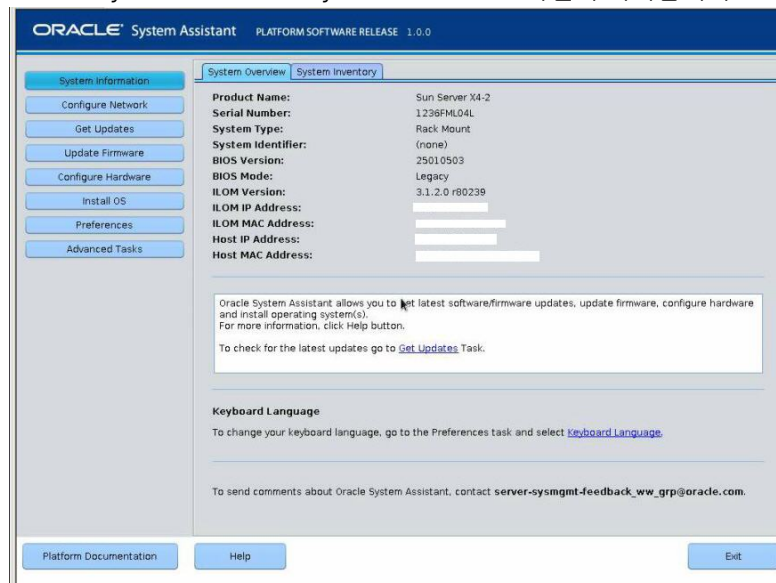 ORACLE System Assistant PLATFORM SOFTWARE RELEASE 1.0.0
System Information
Configure Network
Get Updates
Update Firmware
Configure Hardware
Install OS
Preferences
Advanced Tasks
System Overview System Inventory
Product Name: Sun Server X4-2
Serial Number: 1236FML04L
System Type: Rack Mount
System Identifier: (none)
BIOS Version: 25010503
BIOS Mode: Legacy
ILOM Version: 3.1.2.0 r80239
ILOM IP Address:
ILOM MAC Address:
Host IP Address:
Host MAC Address:
Oracle System Assistant allows you to get latest software/firmware updates, update firmware, configure hardware
and install operating system(s).
For more information, click Help button.
To check for the latest updates go to Get Updates Task.
Keyboard Language
To change your keyboard language, go to the Preferences task and select Keyboard Language.
To send comments about Oracle System Assistant, contact server-sysmgmt-feedback_ww_grp@oracle.com.
Platform Documentation Help Exit